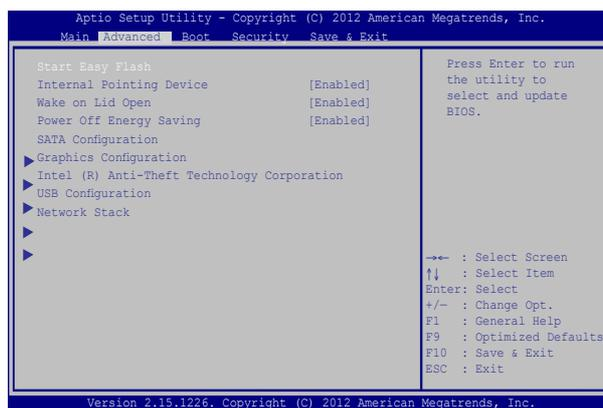 Aptio Setup Utility - Copyright (C) 2012 American Megatrends, Inc.
Main Advanced Boot Security Save & Exit
Start Easy Flash
Internal Pointing Device [Enabled]
Wake on Lid Open [Enabled]
Power Off Energy Saving [Enabled]
SATA Configuration
Graphics Configuration
Intel (R) Anti-Theft Technology Corporation
USB Configuration
Network Stack
Press Enter to run
the utility to
select and update
BIOS.
→← : Select Screen
↑↓ : Select Item
Enter: Select
+/— : Change Opt.
F1 : General Help
F9 : Optimized Defaults
F10 : Save & Exit
ESC : Exit
Version 2.15.1226. Copyright (C) 2012 American Megatrends, Inc.